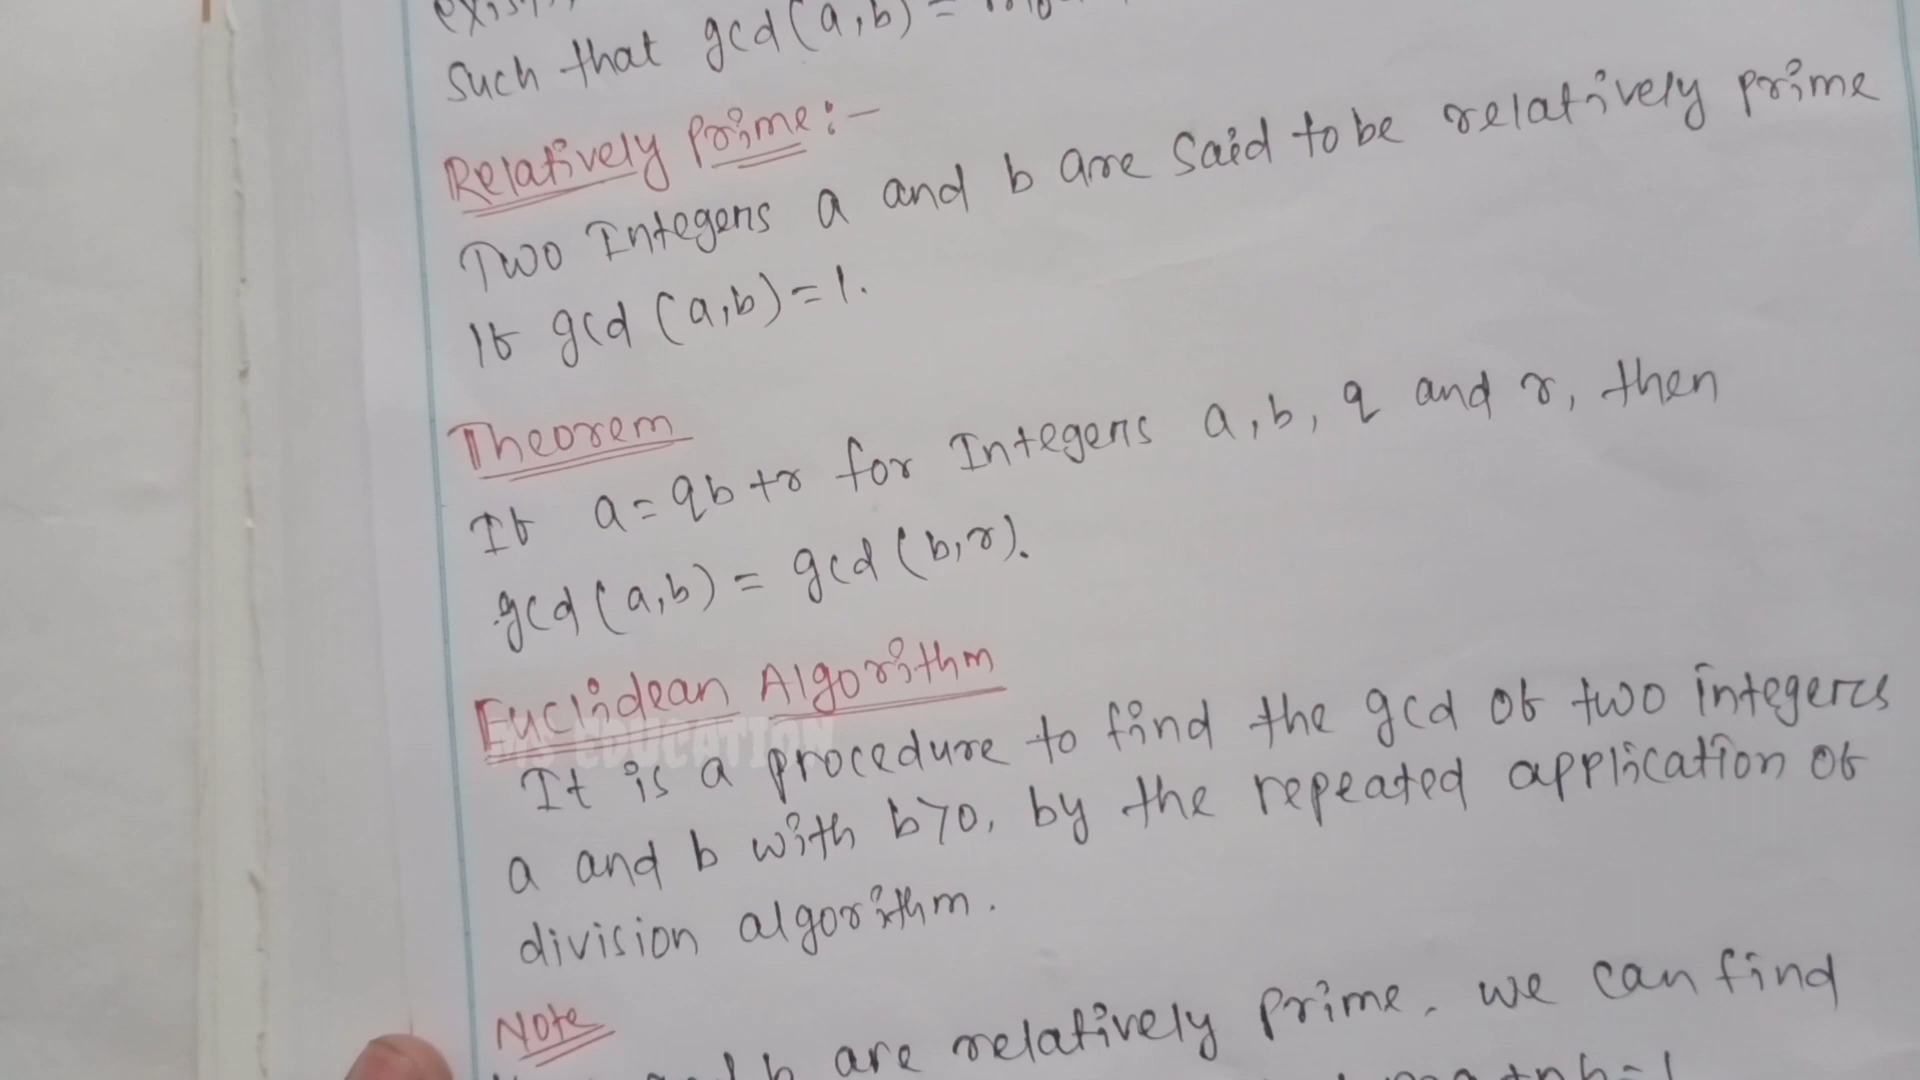 Such that gcd(a,b) =
Relatively Prime:-
Two Integers a and b are said to be relatively prime
If gcd (a,b)=1.
Theorem
If a=qb+r for Integers a,b, q and r, then
gcd(a,b) = gcd(b,r).
Euclidean Algorithm
MS EDUCATION
It is a procedure to find the gcd of two integers
a and b with b>0, by the repeated application of
division algorithm.
Note
b are relatively prime. we can find